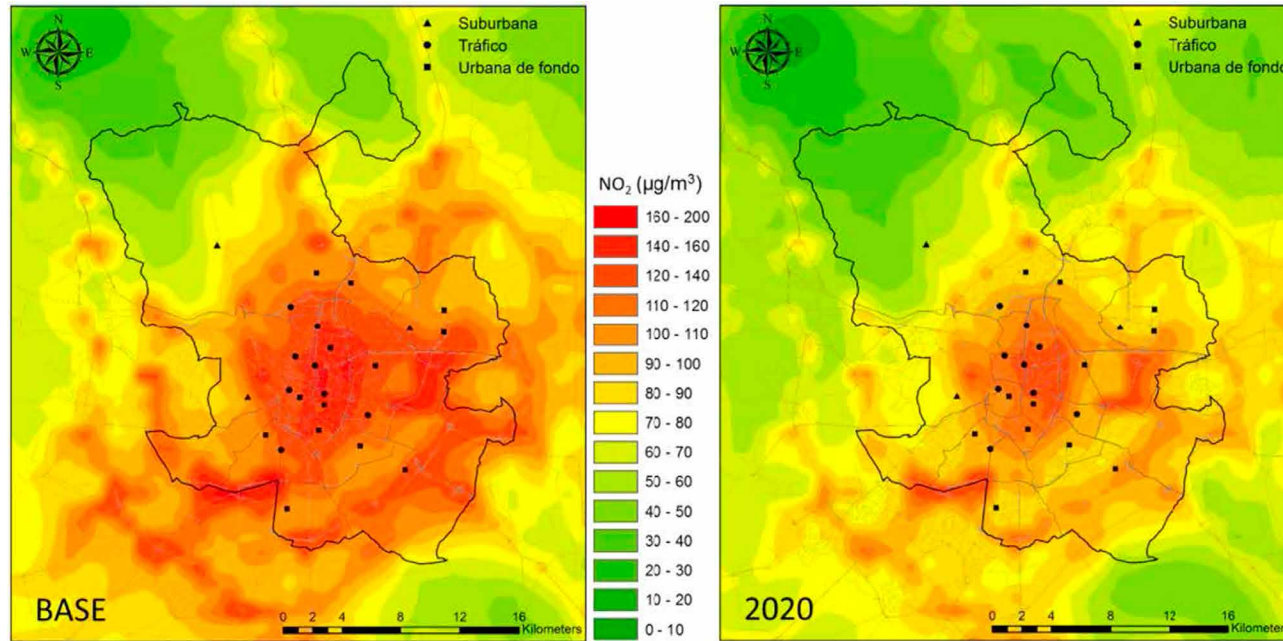 N
W E
S
Suburbana
Tráfico
Urbana de fondo
BASE
0 2 4 8 12 16
Kilometers
NO₂ (µg/m³)
160 - 200
140 - 160
120 - 140
110 - 120
100 - 110
90 - 100
80 - 90
70 - 80
60 - 70
50 - 60
40 - 50
30 - 40
20 - 30
10 - 20
0 - 10
N
W E
S
Suburbana
Tráfico
Urbana de fondo
2020
0 2 4 8 12 16
Kilometers